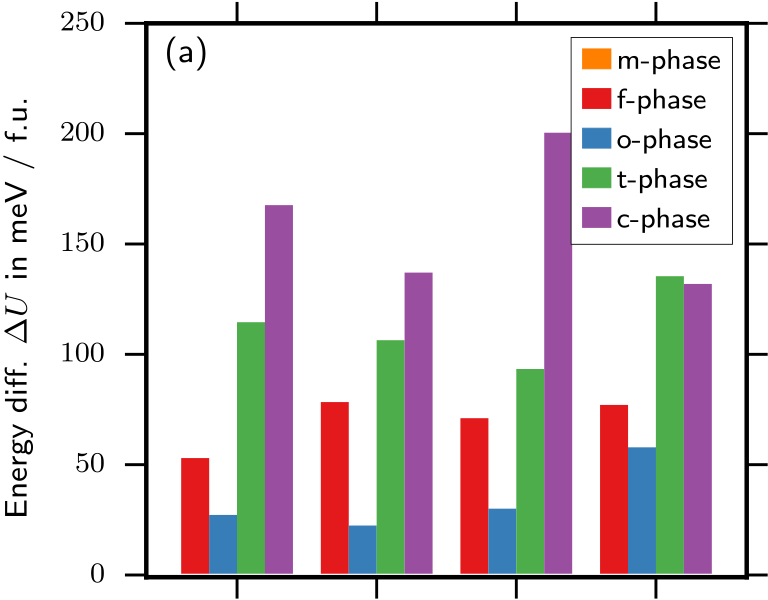 (a)
Energy diff. ΔU in meV / f.u.
250
200
150
100
50
0
m-phase
f-phase
o-phase
t-phase
c-phase